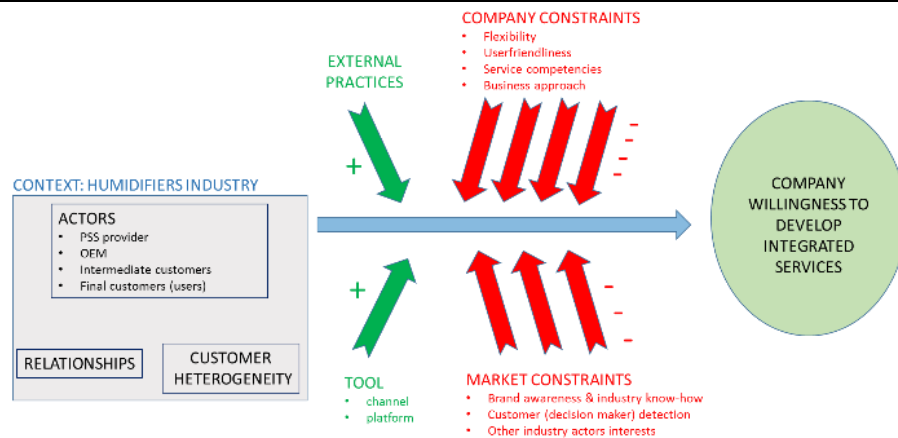 COMPANY CONSTRAINTS
• Flexibility
• Userfriendliness
• Service competencies
• Business approach
EXTERNAL
PRACTICES
+
-
-
-
-
CONTEXT: HUMIDIFIERS INDUSTRY
ACTORS
• PSS provider
• OEM
• Intermediate customers
• Final customers (users)
RELATIONSHIPS
CUSTOMER
HETEROGENEITY
COMPANY
WILLINGNESS TO
DEVELOP
INTEGRATED
SERVICES
+
-
-
-
TOOL
• channel
• platform
MARKET CONSTRAINTS
• Brand awareness & industry know-how
• Customer (decision maker) detection
• Other industry actors interests